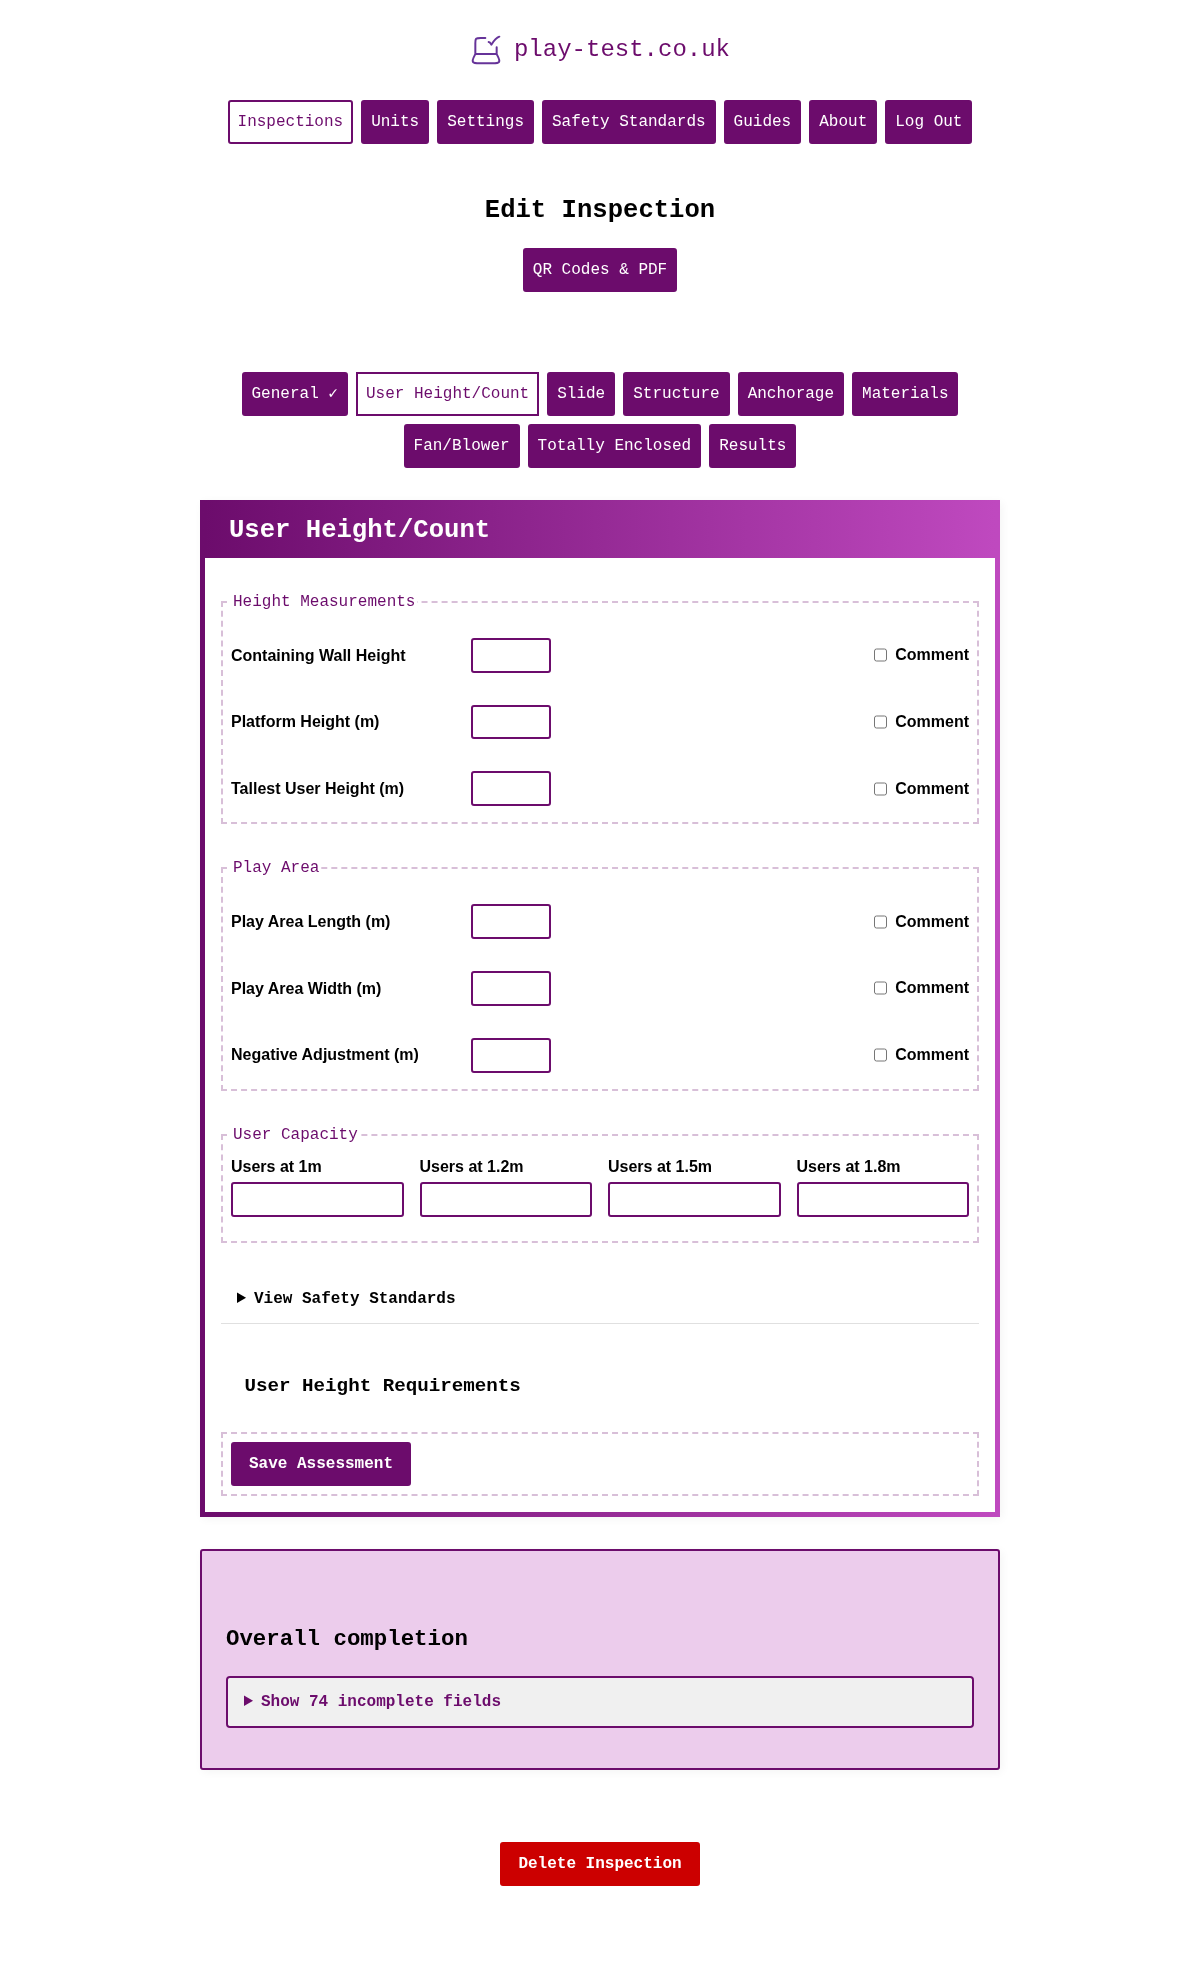 play-test.co.uk
Inspections Units Settings Safety Standards Guides About Log Out
Edit Inspection
QR Codes & PDF
General ✓ User Height/Count Slide Structure Anchorage Materials
Fan/Blower Totally Enclosed Results
User Height/Count
Height Measurements
Containing Wall Height Comment
Platform Height (m) Comment
Tallest User Height (m) Comment
Play Area
Play Area Length (m) Comment
Play Area Width (m) Comment
Negative Adjustment (m) Comment
User Capacity
Users at 1m Users at 1.2m Users at 1.5m Users at 1.8m
▶ View Safety Standards
User Height Requirements
Save Assessment
Overall completion
▶ Show 74 incomplete fields
Delete Inspection